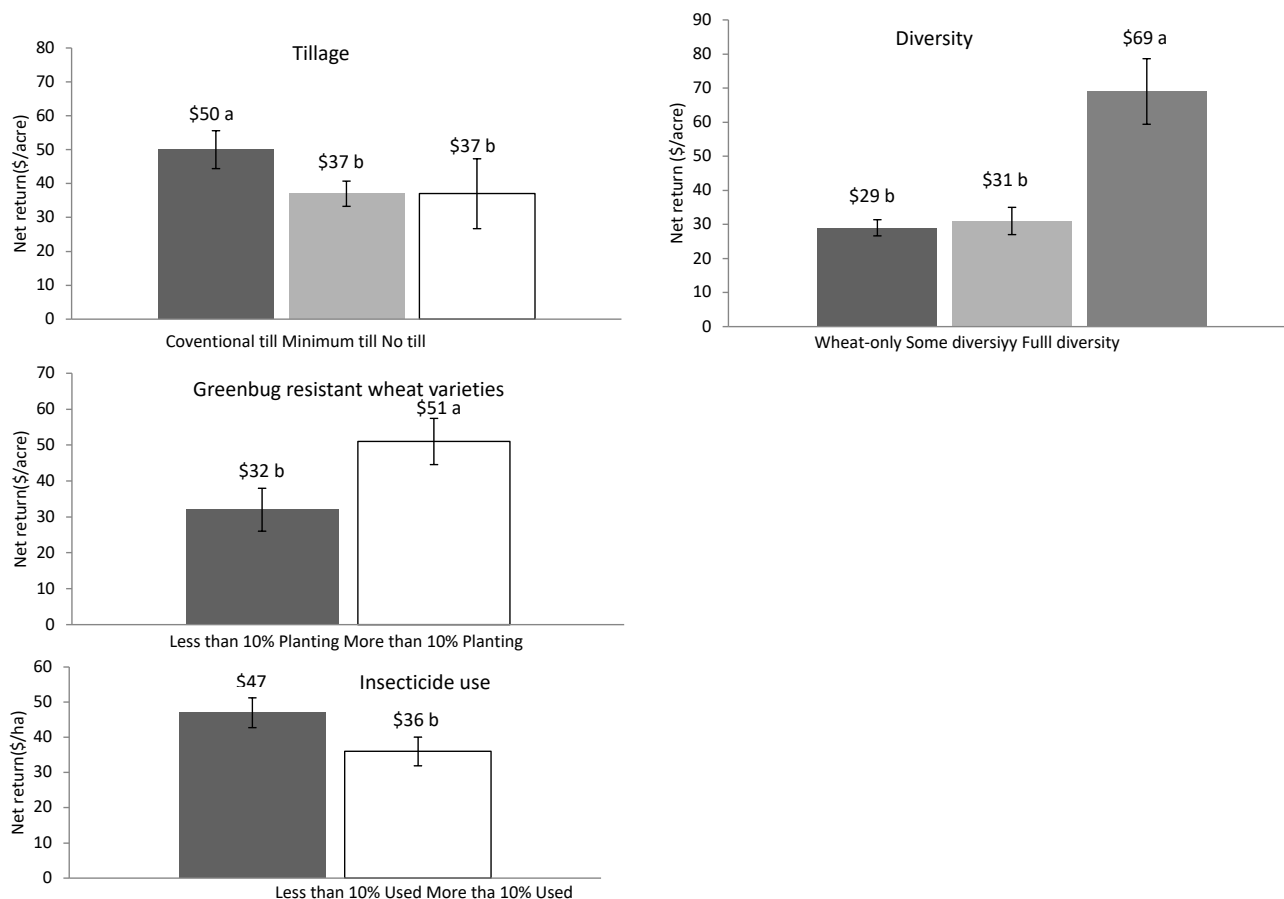 Tillage
Net return($/acre)
80
70
60
50
40
30
20
10
0
$50 a
$37 b
$37 b
Coventional till Minimum till No till
Diversity
Net return ($/acre)
90
80
70
60
50
40
30
20
10
0
$29 b
$31 b
$69 a
Wheat-only Some diversiyy Fulll diversity
Greenbug resistant wheat varieties
Net return($/acre)
70
60
50
40
30
20
10
0
$32 b
$51 a
Less than 10% Planting More than 10% Planting
Insecticide use
Net return($/ha)
60
50
40
30
20
10
0
$47
$36 b
Less than 10% Used More tha 10% Used